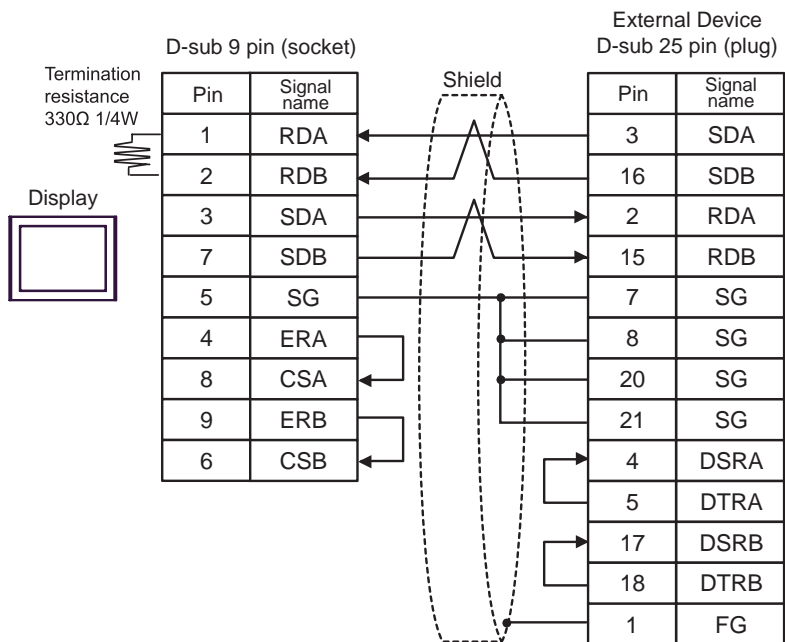 External Device
D-sub 9 pin (socket)
D-sub 25 pin (plug)
Termination
resistance
330Ω 1/4W
Shield
Pin Signal name
Pin Signal name
1 RDA
3 SDA
2 RDB
16 SDB
Display
3 SDA
2 RDA
7 SDB
15 RDB
5 SG
7 SG
4 ERA
8 SG
8 CSA
20 SG
9 ERB
21 SG
6 CSB
4 DSRA
5 DTRA
17 DSRB
18 DTRB
1 FG